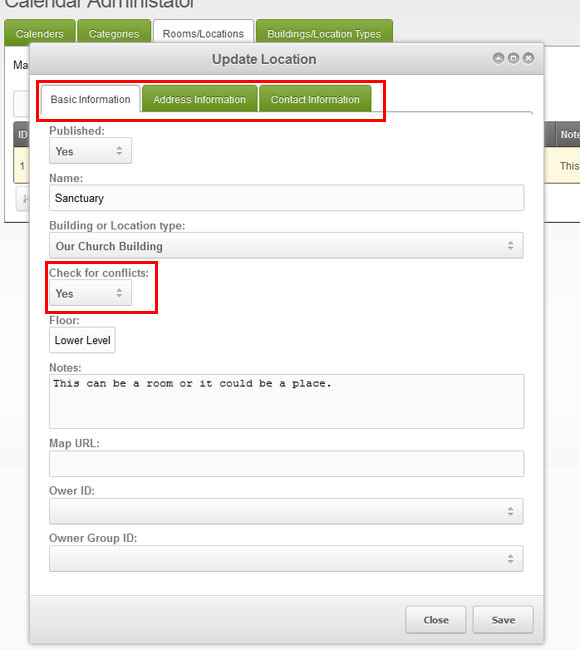 Calendar Administator
Calenders Categories Rooms/Locations Buildings/Location Types
Ma
Update Location
Basic Information Address Information Contact Information
ID Note
1 This
Published:
Yes
Name:
Sanctuary
Building or Location type:
Our Church Building
Check for conflicts:
Yes
Floor:
Lower Level
Notes:
This can be a room or it could be a place.
Map URL:
Ower ID:
Owner Group ID:
Close Save